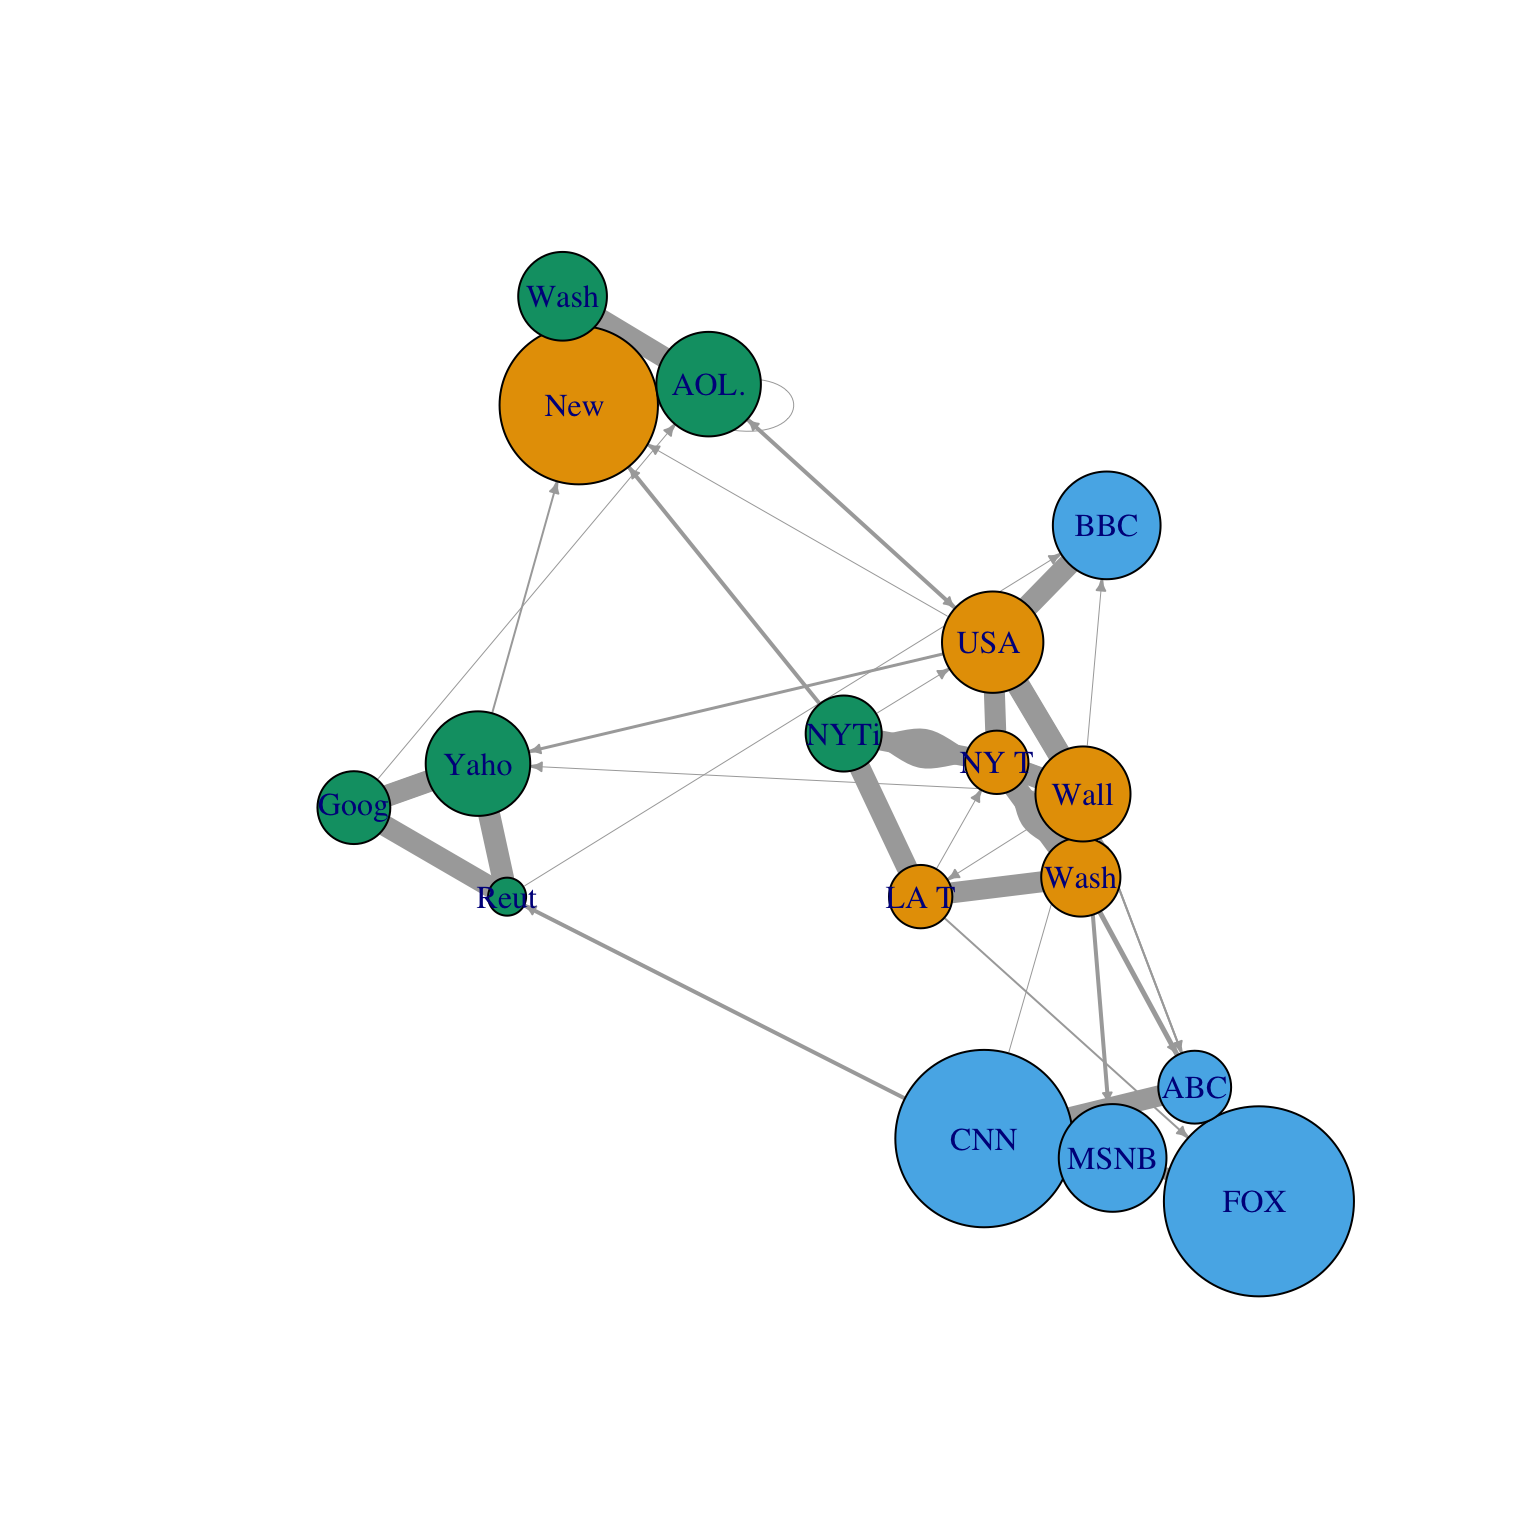 Wash
AOL.
New
BBC
USA
NYTi
NY T
Yaho
Wall
Goog
Wash
LA T
Reut
ABC
CNN
MSNB
FOX